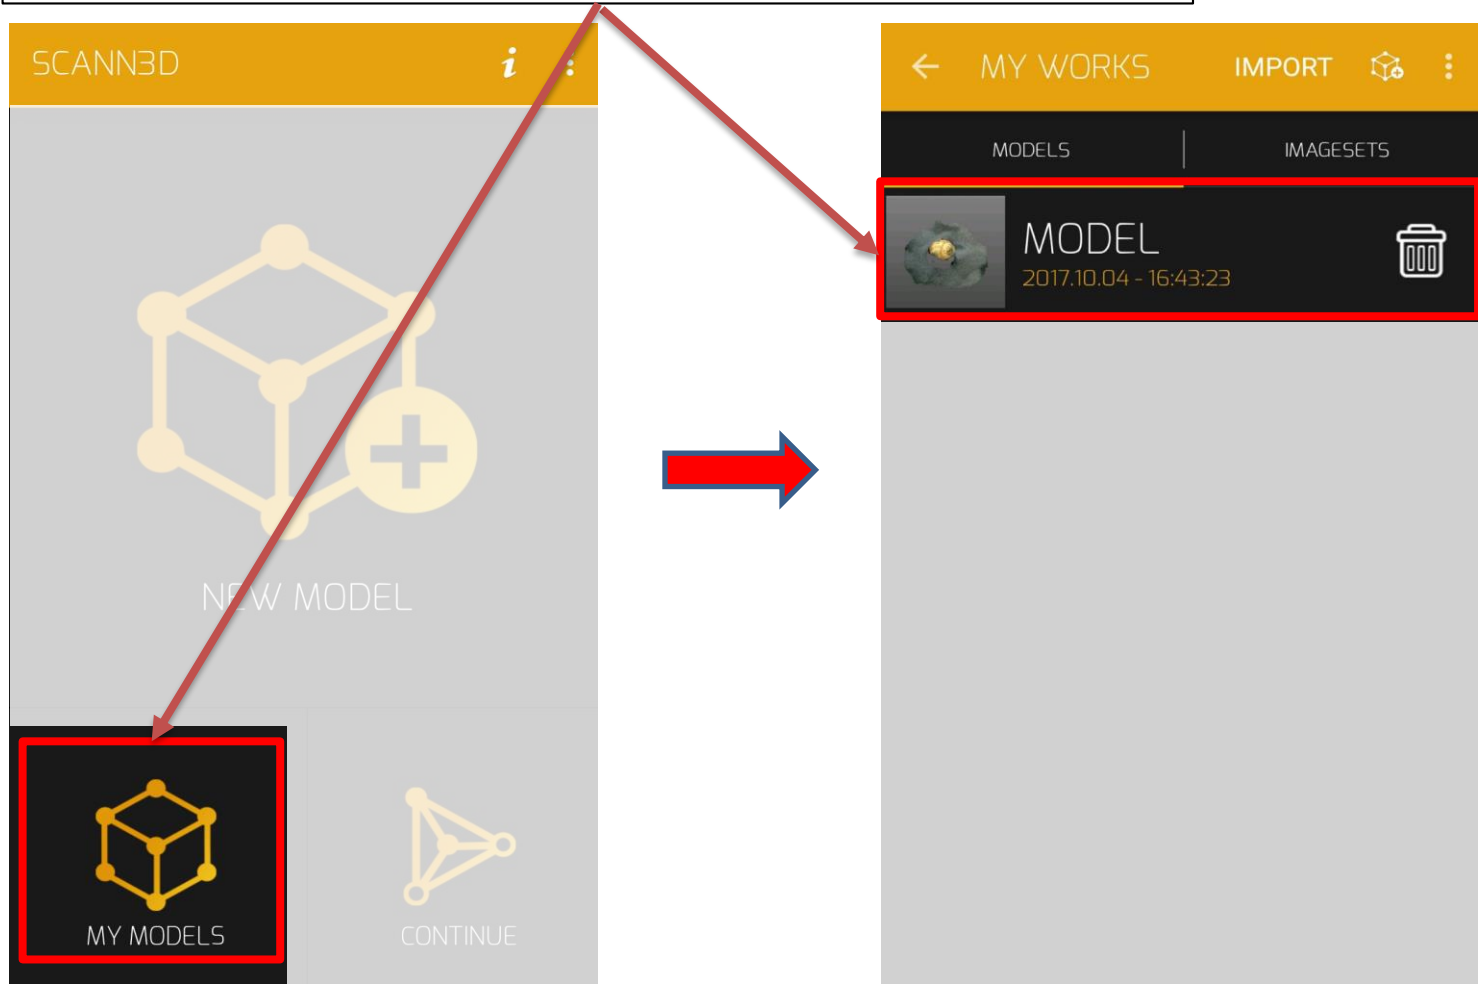 SCANN3D
i
NEW MODEL
MY MODELS
CONTINUE
MY WORKS
IMPORT
MODELS
IMAGESETS
MODEL
2017.10.04 - 16:43:23